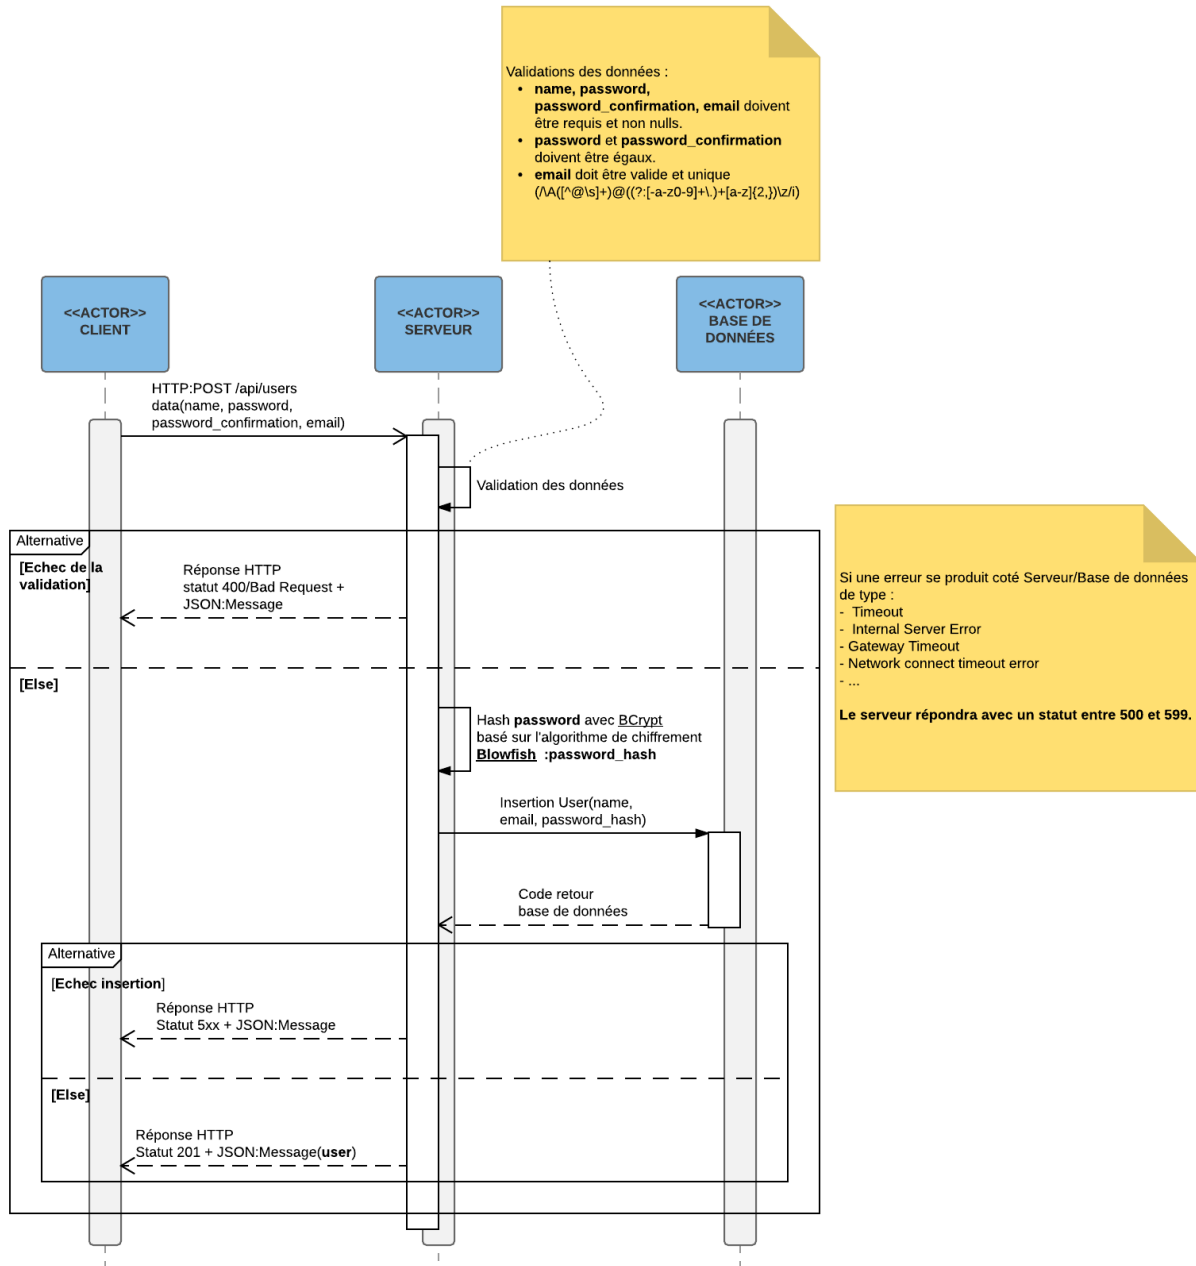 Validations des données :
• name, password,
password_confirmation, email doivent
être requis et non nulls.
• password et password_confirmation
doivent être égaux.
• email doit être valide et unique
(/\A([^@\s]+)@((?:[-a-z0-9]+\.)+[a-z]{2,})\z/i)
<<ACTOR>>
CLIENT
<<ACTOR>>
SERVEUR
<<ACTOR>>
BASE DE
DONNÉES
HTTP:POST /api/users
data(name, password,
password_confirmation, email)
Validation des données
Alternative
[Echec de la
validation]
Réponse HTTP
statut 400/Bad Request +
JSON:Message
Si une erreur se produit coté Serveur/Base de données
de type :
- Timeout
- Internal Server Error
- Gateway Timeout
- Network connect timeout error
- ...
Le serveur répondra avec un statut entre 500 et 599.
[Else]
Hash password avec BCrypt
basé sur l'algorithme de chiffrement
Blowfish :password_hash
Insertion User(name,
email, password_hash)
Code retour
base de données
Alternative
[Echec insertion]
Réponse HTTP
Statut 5xx + JSON:Message
[Else]
Réponse HTTP
Statut 201 + JSON:Message(user)